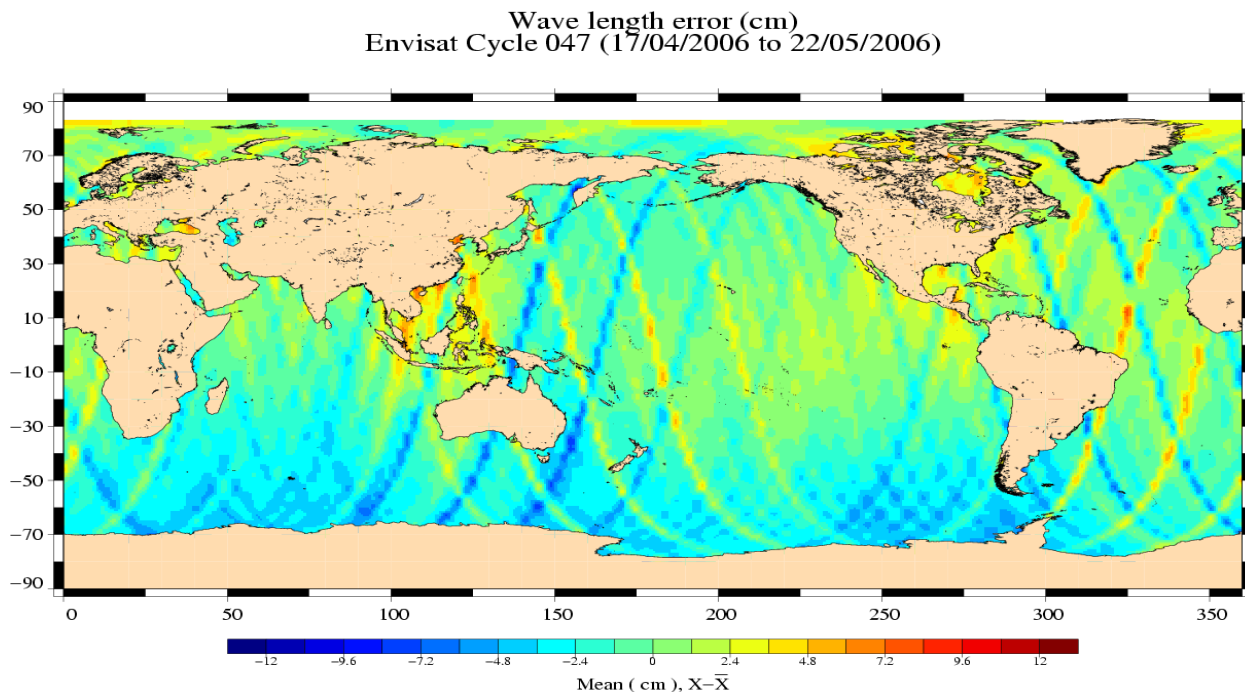 Wave length error (cm)
Envisat Cycle 047 (17/04/2006 to 22/05/2006)
90
70
50
30
10
−10
−30
−50
−70
−90
0 50 100 150 200 250 300 350
−12 −9.6 −7.2 −4.8 −2.4 0 2.4 4.8 7.2 9.6 12
Mean ( cm ), X−X̅